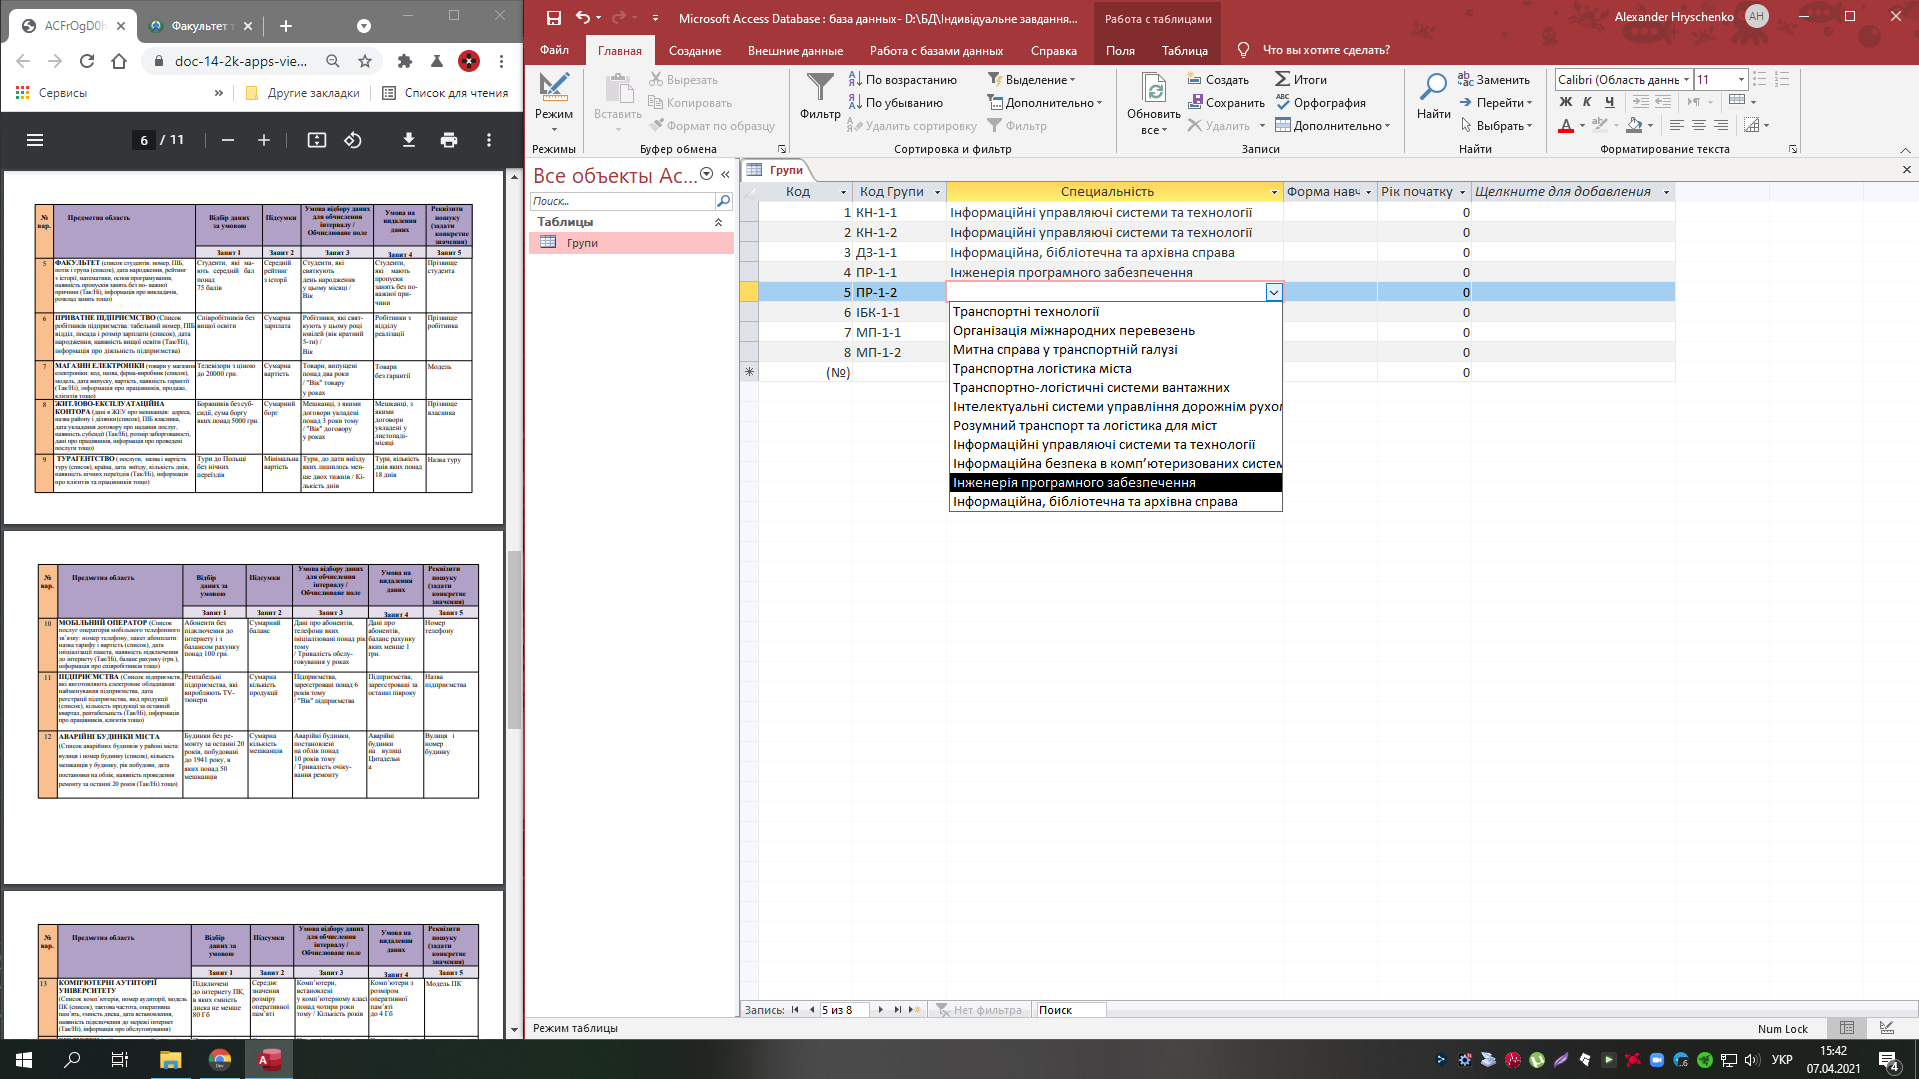 ACFrOgD0h
Факультет т
doc-14-2k-apps-vie...
Сервисы
»
Другие закладки
Список для чтения
6 / 11
№ вар.
Предметна область
Відбір даних за умовою
Підсумки
Умова відбору даних для обчислення інтервалу / Обчислюване поле
Умова на видалення даних
Реквізити пошуку (задати конкретне значення)
Запит 1
Запит 2
Запит 3
Запит 4
Запит 5
5
ФАКУЛЬТЕТ (список студентів: номер, ПІБ, потік і група (список), дата народження, рейтинг з історії, математики, основ програмування, наявність пропусків занять без по- важної причини (Так/Ні), інформація про викладачів, розклад занять тощо)
Студенти, які ма- ють середній бал понад 75 балів
Середній рейтинг з історії
Студенти, які святкують день народження у цьому місяці / Вік
Студенти, які мають пропуски занять без по- важної при- чини
Прізвище студента
6
ПРИВАТНЕ ПІДПРИЄМСТВО (Список робітників підприємства: табельний номер, ПІБ, відділ, посада і розмір зарплати (список), дата народження, наявність вищої освіти (Так/Ні), інформація про діяльність підприємства)
Співробітників без вищої освіти
Сумарна зарплата
Робітники, які свят- кують у цьому році ювілей (вік кратний 5-ти) / Вік
Робітники з відділу реалізації
Прізвище робітника
7
МАГАЗИН ЕЛЕКТРОНІКИ (товари у магазині електроніки: код, назва, фірма-виробник (список), модель, дата випуску, вартість, наявність гарантії (Так/Ні), інформація про працівників, продажі, клієнтів тощо)
Телевізори з ціною до 20000 грн.
Сумарна вартість
Товари, випущені понад два роки / "Вік" товару у роках
Товари без гарантії
Модель
8
ЖИТЛОВО-ЕКСПЛУАТАЦІЙНА КОНТОРА (дані в ЖЕУ про мешканців: адреса, назва району і ділянки(список), ПІБ власника, дата укладення договору про надання послуг, наявність субсидії (Так/Ні), розмір заборгованості, дані про працівників, інформація про проведені послуги тощо)
Боржників без суб- сидії, сума боргу яких понад 5000 грн.
Сумарний борг
Мешканці, з якими договори укладені понад 3 роки тому / "Вік" договору у роках
Мешканці, з якими договори укладені у листопаді- місяці
Прізвище власника
9
ТУРАГЕНТСТВО ( послуги, назва і вартість туру (список), країна, дата виїзду, кількість днів, наявність нічних переїздів (Так/Ні), інформація про клієнтів та працівників тощо)
Тури до Польщі без нічних переїздів
Мінімальна вартість
Тури, до дати виїзду яких лишилось мен- ше двох тижнів / Кі- лькість днів
Тури, кількість днів яких понад 18 днів
Назва туру
№ вар.
Предметна область
Відбір даних за умовою
Підсумки
Умова відбору даних для обчислення інтервалу / Обчислюване поле
Умова на видалення даних
Реквізити пошуку (задати конкретне значення)
Запит 1
Запит 2
Запит 3
Запит 4
Запит 5
10
МОБІЛЬНИЙ ОПЕРАТОР (Список послуг операторів мобільного телефонного зв'язку: номер телефону, пакет абонплати: назва тарифу і вартість (список), дата ініціалізації пакета, наявність підключення до інтернету (Так/Ні), баланс рахунку (грн.), інформація про співробітників тощо)
Абоненти без підключення до інтернету і з балансом рахунку понад 100 грн.
Сумарний баланс
Дані про абонентів, телефони яких ініціалізовані понад рік тому / Тривалість обслу- говування у роках
Дані про абонентів, баланс рахунку яких менше 1 грн.
Номер телефону
11
ПІДПРИЄМСТВА (Список підприємств, які виготовляють електронне обладнання: найменування підприємства, дата реєстрації підприємства, вид продукції (список), кількість продукції за останній квартал, рентабельність (Так/Ні), інформація про працівників, клієнтів тощо)
Рентабельні підприємства, які виробляють TV- тюнери
Сумарна кількість продукції
Підприємства, зареєстровані понад 6 років тому / "Вік" підприємства
Підприємства, зареєстровані за останні півроку
Назва підприємства
12
АВАРІЙНІ БУДИНКИ МІСТА (Список аварійних будинків у районі міста: вулиця і номер будинку (список), кількість мешканців у будинку, рік побудови, дата постановки на облік, наявність проведення ремонту за останні 20 років (Так/Ні) тощо)
Будинки без ре- монту за останні 20 років, побудовані до 1941 року, в яких понад 50 мешканців
Сумарна кількість мешканців
Аварійні будинки, постановлені на облік понад 10 років тому / Тривалість очіку- вання ремонту
Аварійні будинки на вулиці Цитадельн а
Вулиця і номер будинку
№ вар.
Предметна область
Відбір даних за умовою
Підсумки
Умова відбору даних для обчислення інтервалу / Обчислюване поле
Умова на видалення даних
Реквізити пошуку (задати конкретне значення)
Запит 1
Запит 2
Запит 3
Запит 4
Запит 5
13
КОМП'ЮТЕРНІ АУТИТОРІЇ УНІВЕРСИТЕТУ (Список комп'ютерів, номер аудиторії, модель ПК (список), тактова частота, оперативна пам'ять, ємність диска, дата встановлення, наявність підключення до мережі інтернет (Так/Ні), інформація про обслуговування)
Підключені до інтернету ПК, в яких ємність диска не менше 80 Гб
Середнє значення розміру оперативної пам'яті
Комп'ютери, встановлені у комп'ютерному класі понад чотири роки тому / Кількість років
Комп'ютери з розміром оперативної пам'яті до 4 Гб
Модель ПК
Microsoft Access Database : база данных- D:\БД\Індивідуальне завдання...
Работа с таблицами
Alexander Hryschenko
AH
Файл
Главная
Создание
Внешние данные
Работа с базами данных
Справка
Поля
Таблица
Что вы хотите сделать?
Режим
Режимы
Вставить
Вырезать
Копировать
Формат по образцу
Буфер обмена
Фильтр
По возрастанию
По убыванию
Удалить сортировку
Выделение
Дополнительно
Фильтр
Сортировка и фильтр
Обновить все
Создать
Сохранить
Удалить
Итоги
Орфография
Дополнительно
Записи
Найти
Заменить
Перейти
Выбрать
Найти
Calibri (Область данн
11
Ж К Ч
Форматирование текста
Все объекты Ac...
Поиск...
Таблицы
Групи
Групи
Код
Код Групи
Специальність
Форма навч
Рік початку
Щелкните для добавления
1 КН-1-1 Інформаційні управляючі системи та технології 0
2 КН-1-2 Інформаційні управляючі системи та технології 0
3 ДЗ-1-1 Інформаційна, бібліотечна та архівна справа 0
4 ПР-1-1 Інженерія програмного забезпечення 0
5 ПР-1-2 0
6 ІБК-1-1 0
7 МП-1-1 0
8 МП-1-2 0
(№) 0
Транспортні технології
Організація міжнародних перевезень
Митна справа у транспортній галузі
Транспортна логістика міста
Транспортно-логістичні системи вантажних
Інтелектуальні системи управління дорожнім рухом
Розумний транспорт та логістика для міст
Інформаційні управляючі системи та технології
Інформаційна безпека в комп’ютеризованих систем
Інженерія програмного забезпечення
Інформаційна, бібліотечна та архівна справа
Запись: 5 из 8
Нет фильтра
Поиск
Режим таблицы
Num Lock
УКР
15:42
07.04.2021
4